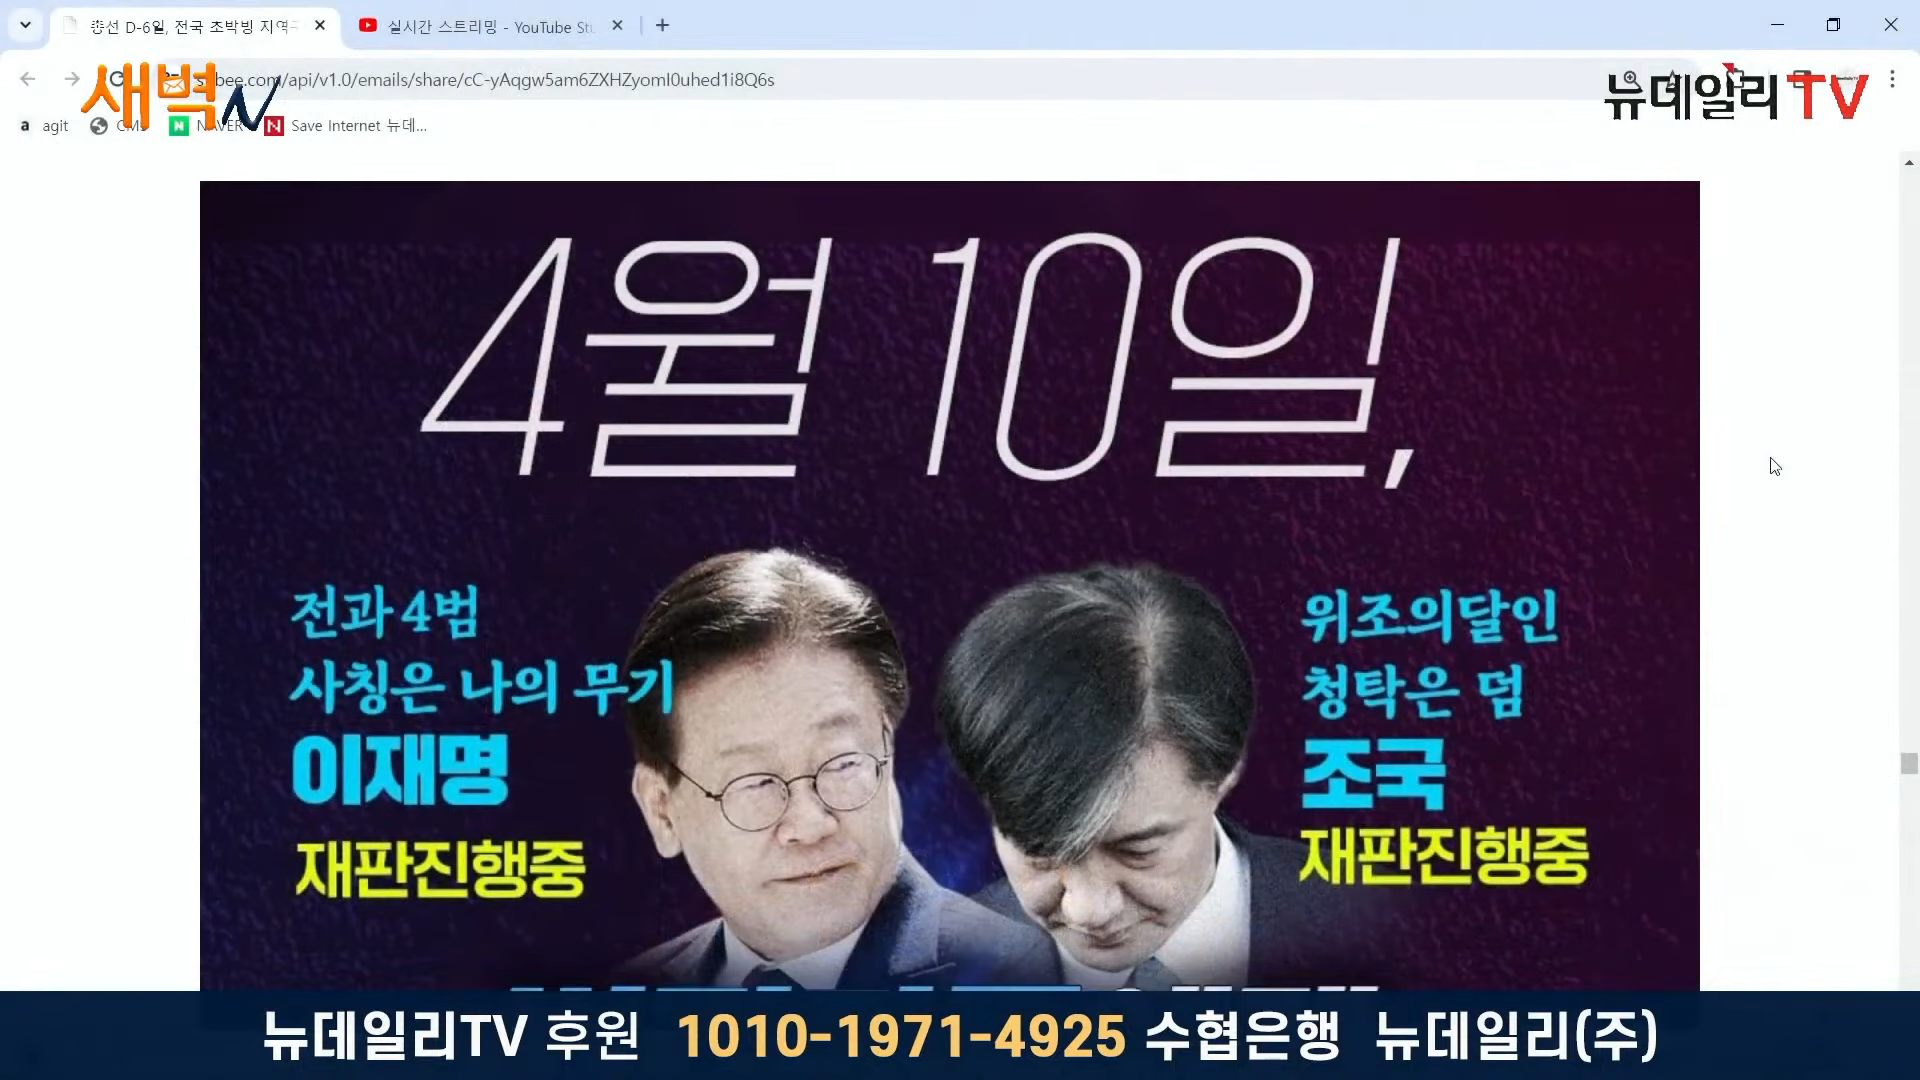 총선 D-6일, 전국 초박빙 지역구
실시간 스트리밍 - YouTube St
stibee.com/api/v1.0/emails/share/cC-yAqgw5am6ZXHZyomI0uhed1i8Q6s
새벽N
뉴데일리TV
agit
CMS
NAVER
Save Internet 뉴데...
4월 10일,
전과 4범
사칭은 나의 무기
이재명
재판진행중
위조의달인
청탁은 덤
조국
재판진행중
뉴데일리TV 후원 1010-1971-4925 수협은행 뉴데일리(주)